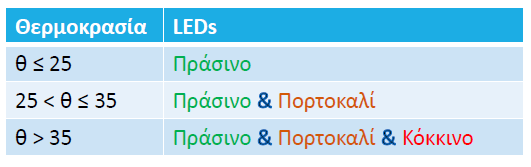 Θερμοκρασία LEDs
θ ≤ 25 Πράσινο
25 < θ ≤ 35 Πράσινο & Πορτοκαλί
θ > 35 Πράσινο & Πορτοκαλί & Κόκκινο